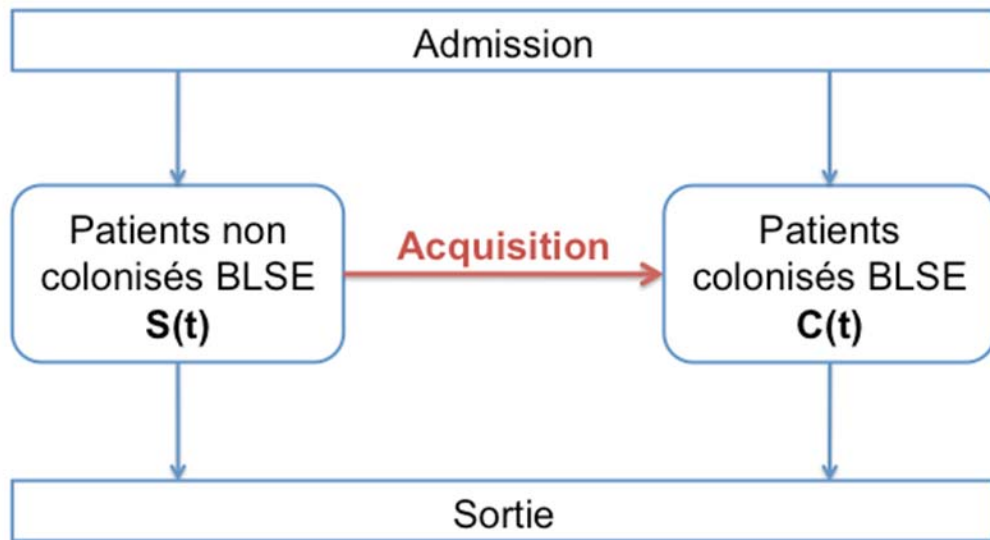 Admission
Patients non
colonisés BLSE
S(t)
Acquisition
Patients
colonisés BLSE
C(t)
Sortie